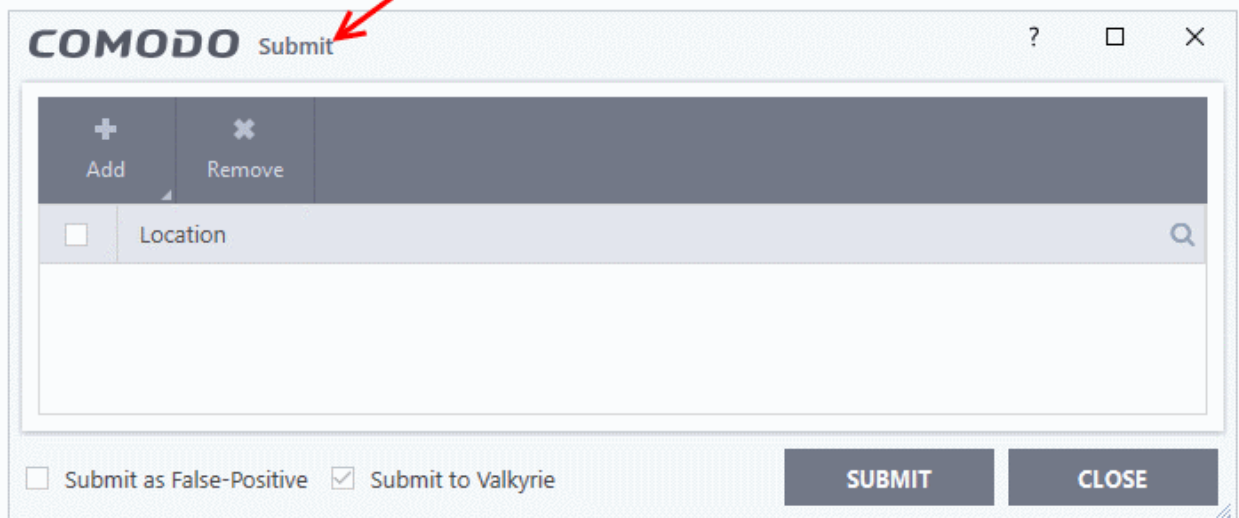 COMODO Submit ?
Add Remove
Location
Submit as False-Positive Submit to Valkyrie SUBMIT CLOSE